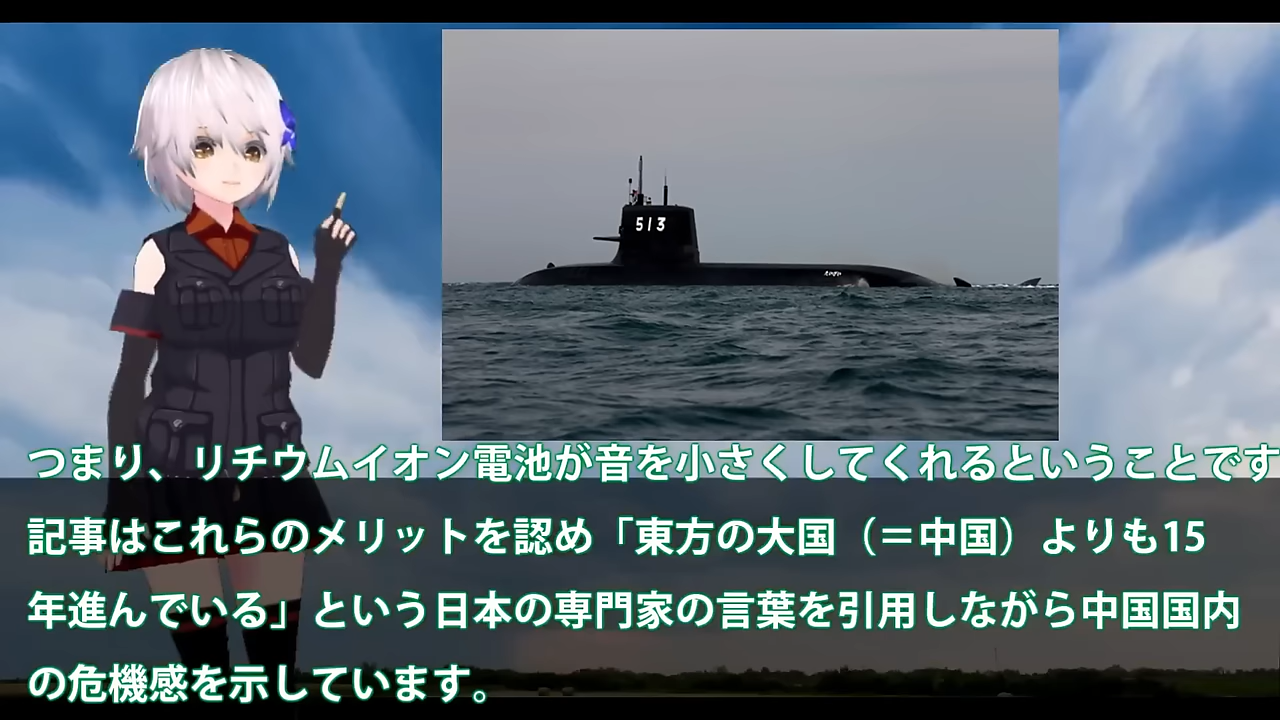 513
つまり、リチウムイオン電池が音を小さくしてくれるということです
記事はこれらのメリットを認め「東方の大国（＝中国）よりも15
年進んでいる」という日本の専門家の言葉を引用しながら中国国内
の危機感を示しています。